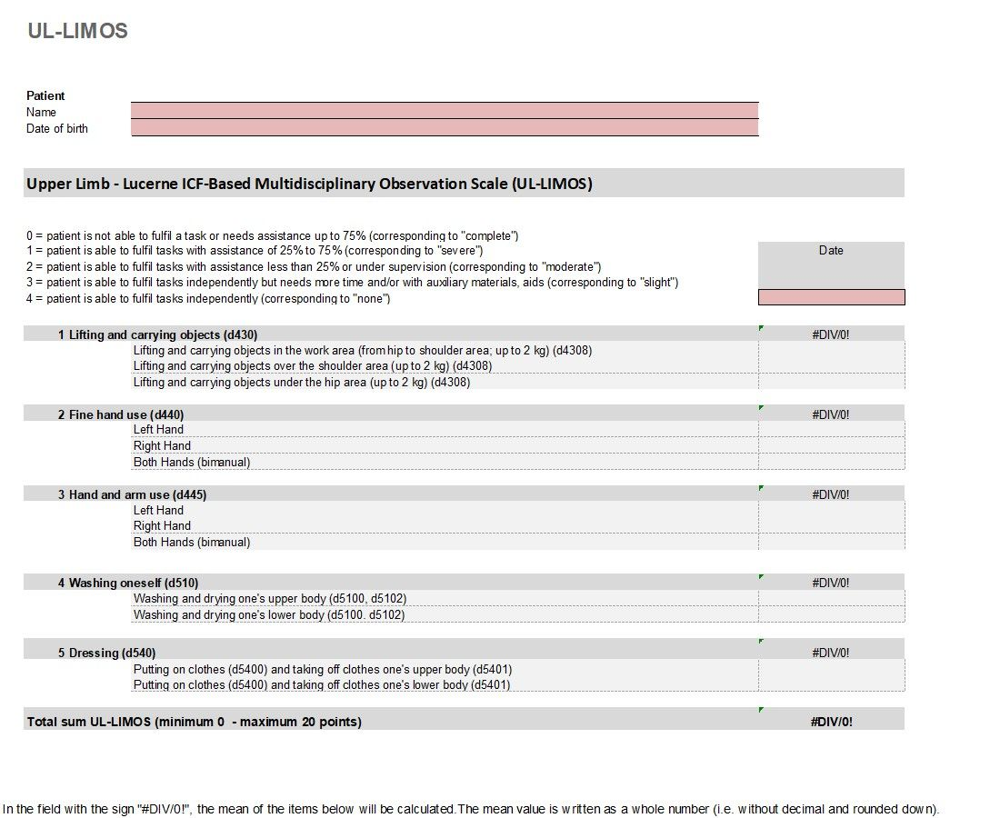 UL-LIMOS
Patient
Name
Date of birth
Upper Limb - Lucerne ICF-Based Multidisciplinary Observation Scale (UL-LIMOS)
0 = patient is not able to fulfil a task or needs assistance up to 75% (corresponding to "complete")
1 = patient is able to fulfil tasks with assistance of 25% to 75% (corresponding to "severe")
Date
2 = patient is able to fulfil tasks with assistance less than 25% or under supervision (corresponding to "moderate")
3 = patient is able to fulfil tasks independently but needs more time and/or with auxiliary materials, aids (corresponding to "slight")
4 = patient is able to fulfil tasks independently (corresponding to "none")
1 Lifting and carrying objects (d430) #DIV/0!
Lifting and carrying objects in the work area (from hip to shoulder area; up to 2 kg) (d4308)
Lifting and carrying objects over the shoulder area (up to 2 kg) (d4308)
Lifting and carrying objects under the hip area (up to 2 kg) (d4308)
2 Fine hand use (d440) #DIV/0!
Left Hand
Right Hand
Both Hands (bimanual)
3 Hand and arm use (d445) #DIV/0!
Left Hand
Right Hand
Both Hands (bimanual)
4 Washing oneself (d510) #DIV/0!
Washing and drying one's upper body (d5100, d5102)
Washing and drying one's lower body (d5100. d5102)
5 Dressing (d540) #DIV/0!
Putting on clothes (d5400) and taking off clothes one's upper body (d5401)
Putting on clothes (d5400) and taking off clothes one's lower body (d5401)
Total sum UL-LIMOS (minimum 0 - maximum 20 points) #DIV/0!
In the field with the sign "#DIV/0!", the mean of the items below will be calculated.The mean value is written as a whole number (i.e. without decimal and rounded down).